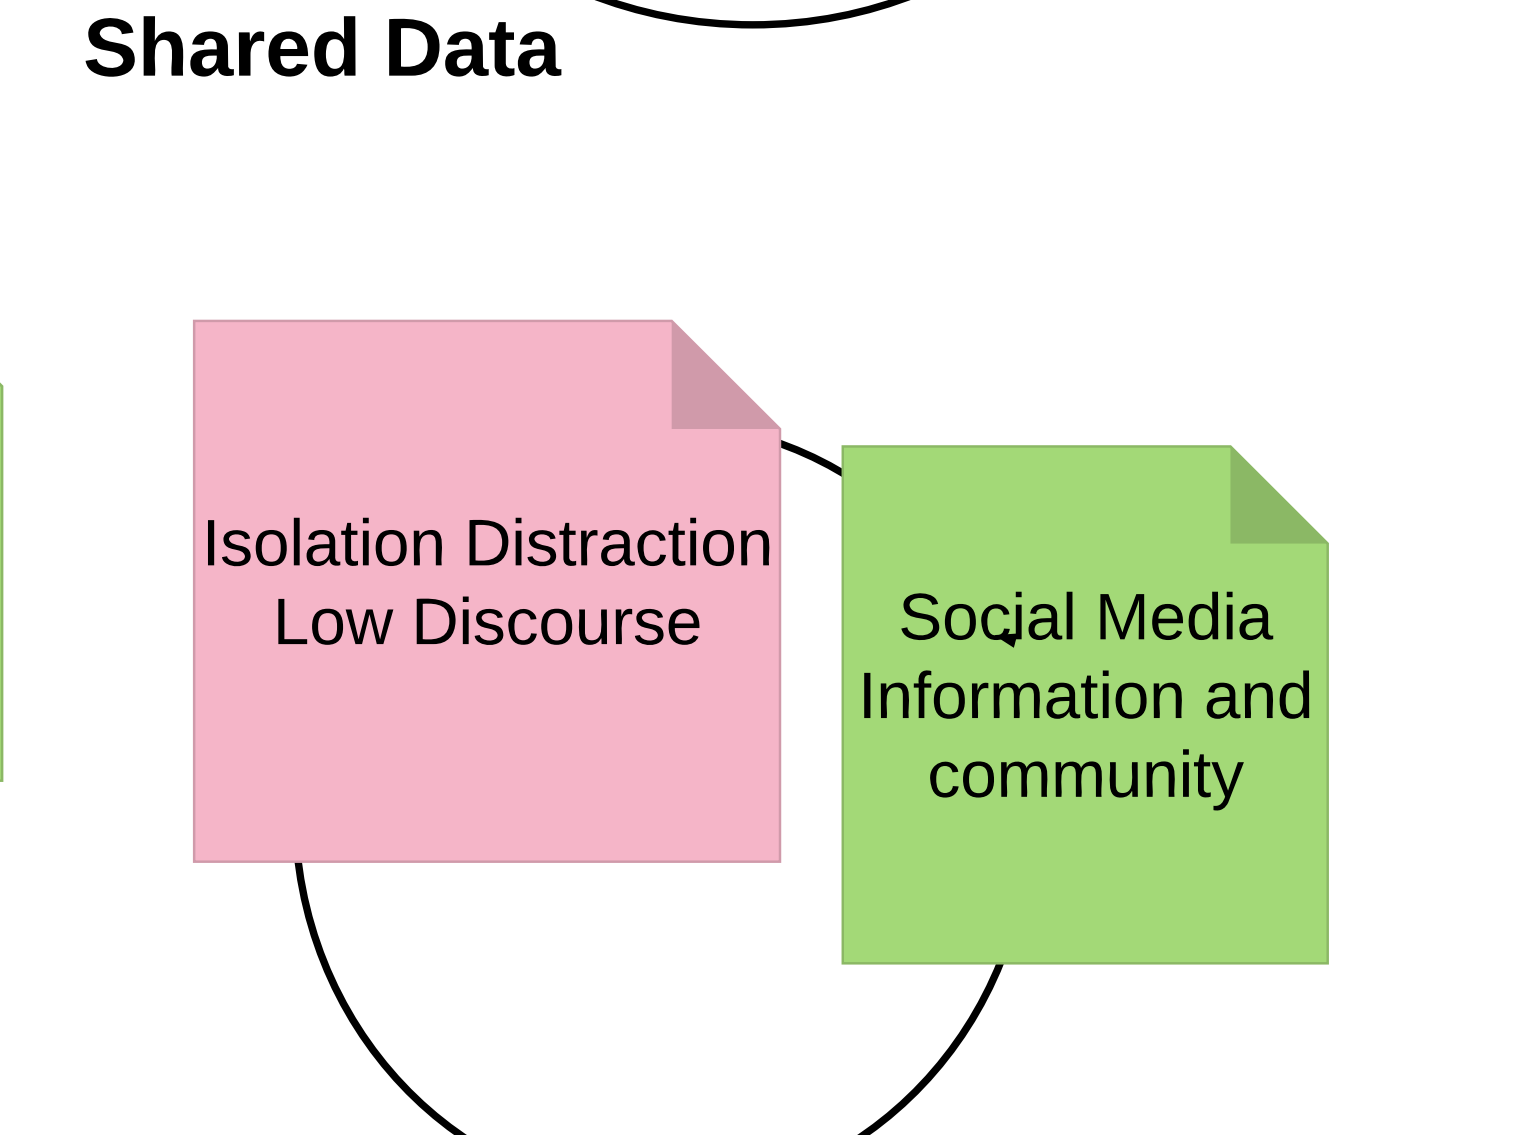 Shared Data
Isolation Distraction
Low Discourse
Social Media
Information and
community